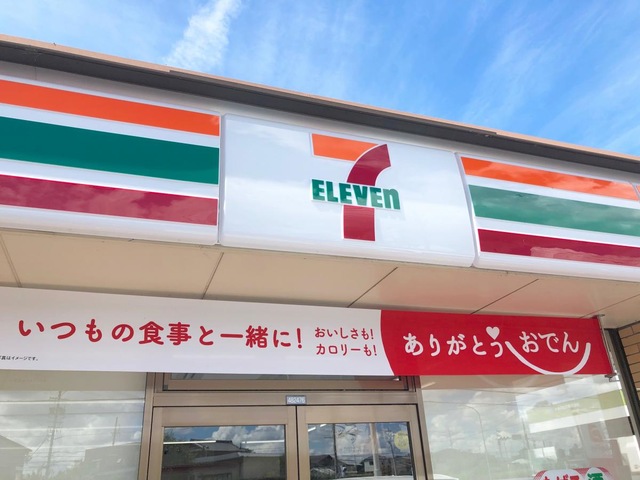 7
ELEVEn
いつもの食事と一緒に!
おいしさも!
カロリーも!
ありがとう
おでん